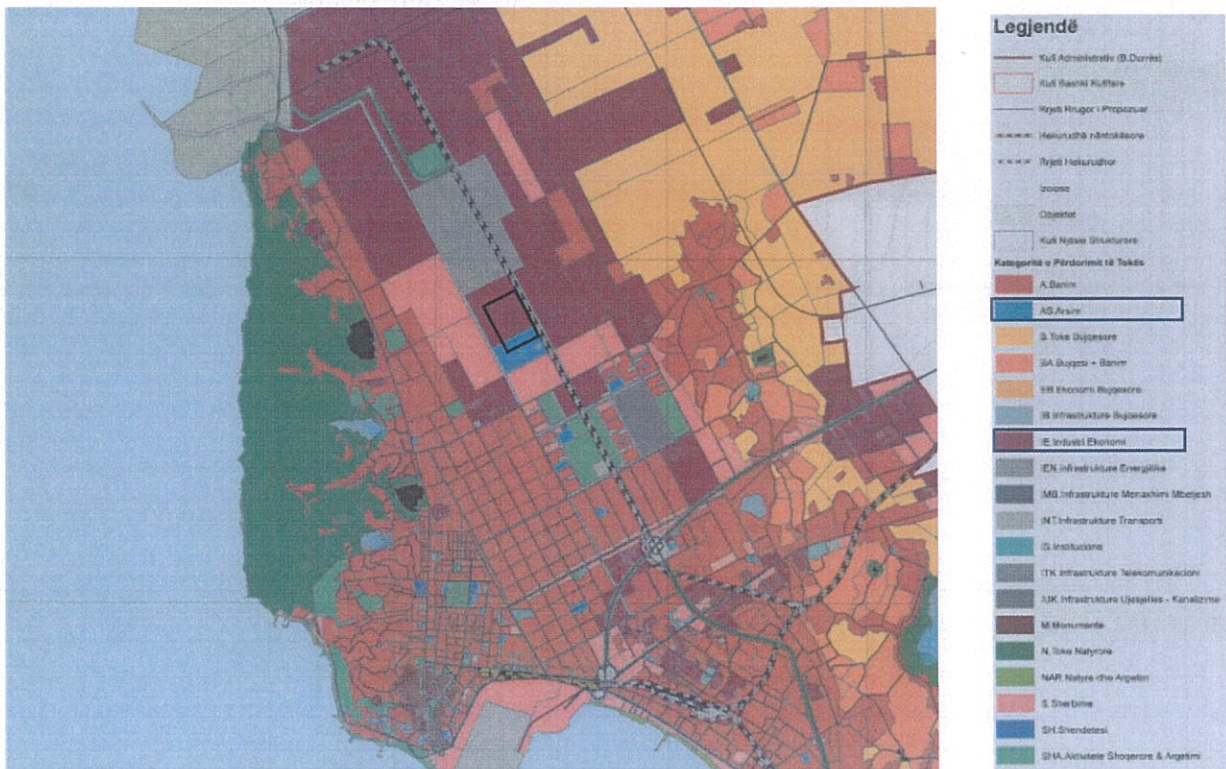 Legjendë
Kufi Administrativ (B.Durrës)
Kufi Bashki Kufitare
Rrjeti Rrugor i Propozuar
Hekurudhë nëntokësore
Rrjeti Hekurudhor
Izoipse
Objektet
Kufi Njësie Strukturore
Kategoritë e Përdorimit të Tokës
A.Banim
AS.Arsim
B.Toke Bujqesore
BA.Bujqesi + Banim
EB.Ekonomi Bujqesore
IB.Infrastrukture Bujqesore
IE.Industri Ekonomi
IEN.Infrastrukture Energjitike
IMB.Infrastrukture Menaxhimi Mbetjesh
INT.Infrastrukture Transporti
IS.Institucione
ITK.Infrastrukture Telekomunikacioni
IUK.Infrastrukture Ujesjelles - Kanalizime
M.Monumente
N.Toke Natyrore
NAR.Natyre dhe Argetim
S.Sherbime
SH.Shendetesi
SHA.Aktivitete Shoqerore & Argetimi